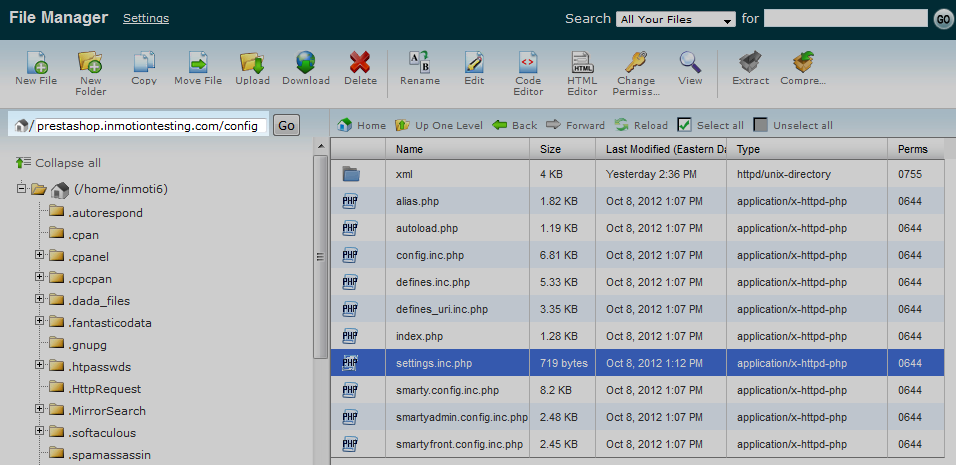 File Manager Settings Search All Your Files for GO
New File New Folder Copy Move File Upload Download Delete Rename Edit Code Editor HTML Editor Change Permiss... View Extract Compre...
/ prestashop.inmotiontesting.com/config Go
Home Up One Level Back Forward Reload Select all Unselect all
Collapse all
(/home/inmoti6)
.autorespond
.cpan
.cpanel
.cpcpan
.dada_files
.fantasticodata
.gnupg
.htpasswds
.HttpRequest
.MirrorSearch
.softaculous
.spamassassin
Name Size Last Modified (Eastern Da Type Perms
xml 4 KB Yesterday 2:36 PM httpd/unix-directory 0755
PHP alias.php 1.82 KB Oct 8, 2012 1:07 PM application/x-httpd-php 0644
PHP autoload.php 1.19 KB Oct 8, 2012 1:07 PM application/x-httpd-php 0644
PHP config.inc.php 6.81 KB Oct 8, 2012 1:07 PM application/x-httpd-php 0644
PHP defines.inc.php 5.33 KB Oct 8, 2012 1:07 PM application/x-httpd-php 0644
PHP defines_uri.inc.php 3.35 KB Oct 8, 2012 1:07 PM application/x-httpd-php 0644
PHP index.php 1.28 KB Oct 8, 2012 1:07 PM application/x-httpd-php 0644
PHP settings.inc.php 719 bytes Oct 8, 2012 1:12 PM application/x-httpd-php 0644
PHP smarty.config.inc.php 8.2 KB Oct 8, 2012 1:07 PM application/x-httpd-php 0644
PHP smartyadmin.config.inc.php 2.48 KB Oct 8, 2012 1:07 PM application/x-httpd-php 0644
PHP smartyfront.config.inc.php 2.45 KB Oct 8, 2012 1:07 PM application/x-httpd-php 0644